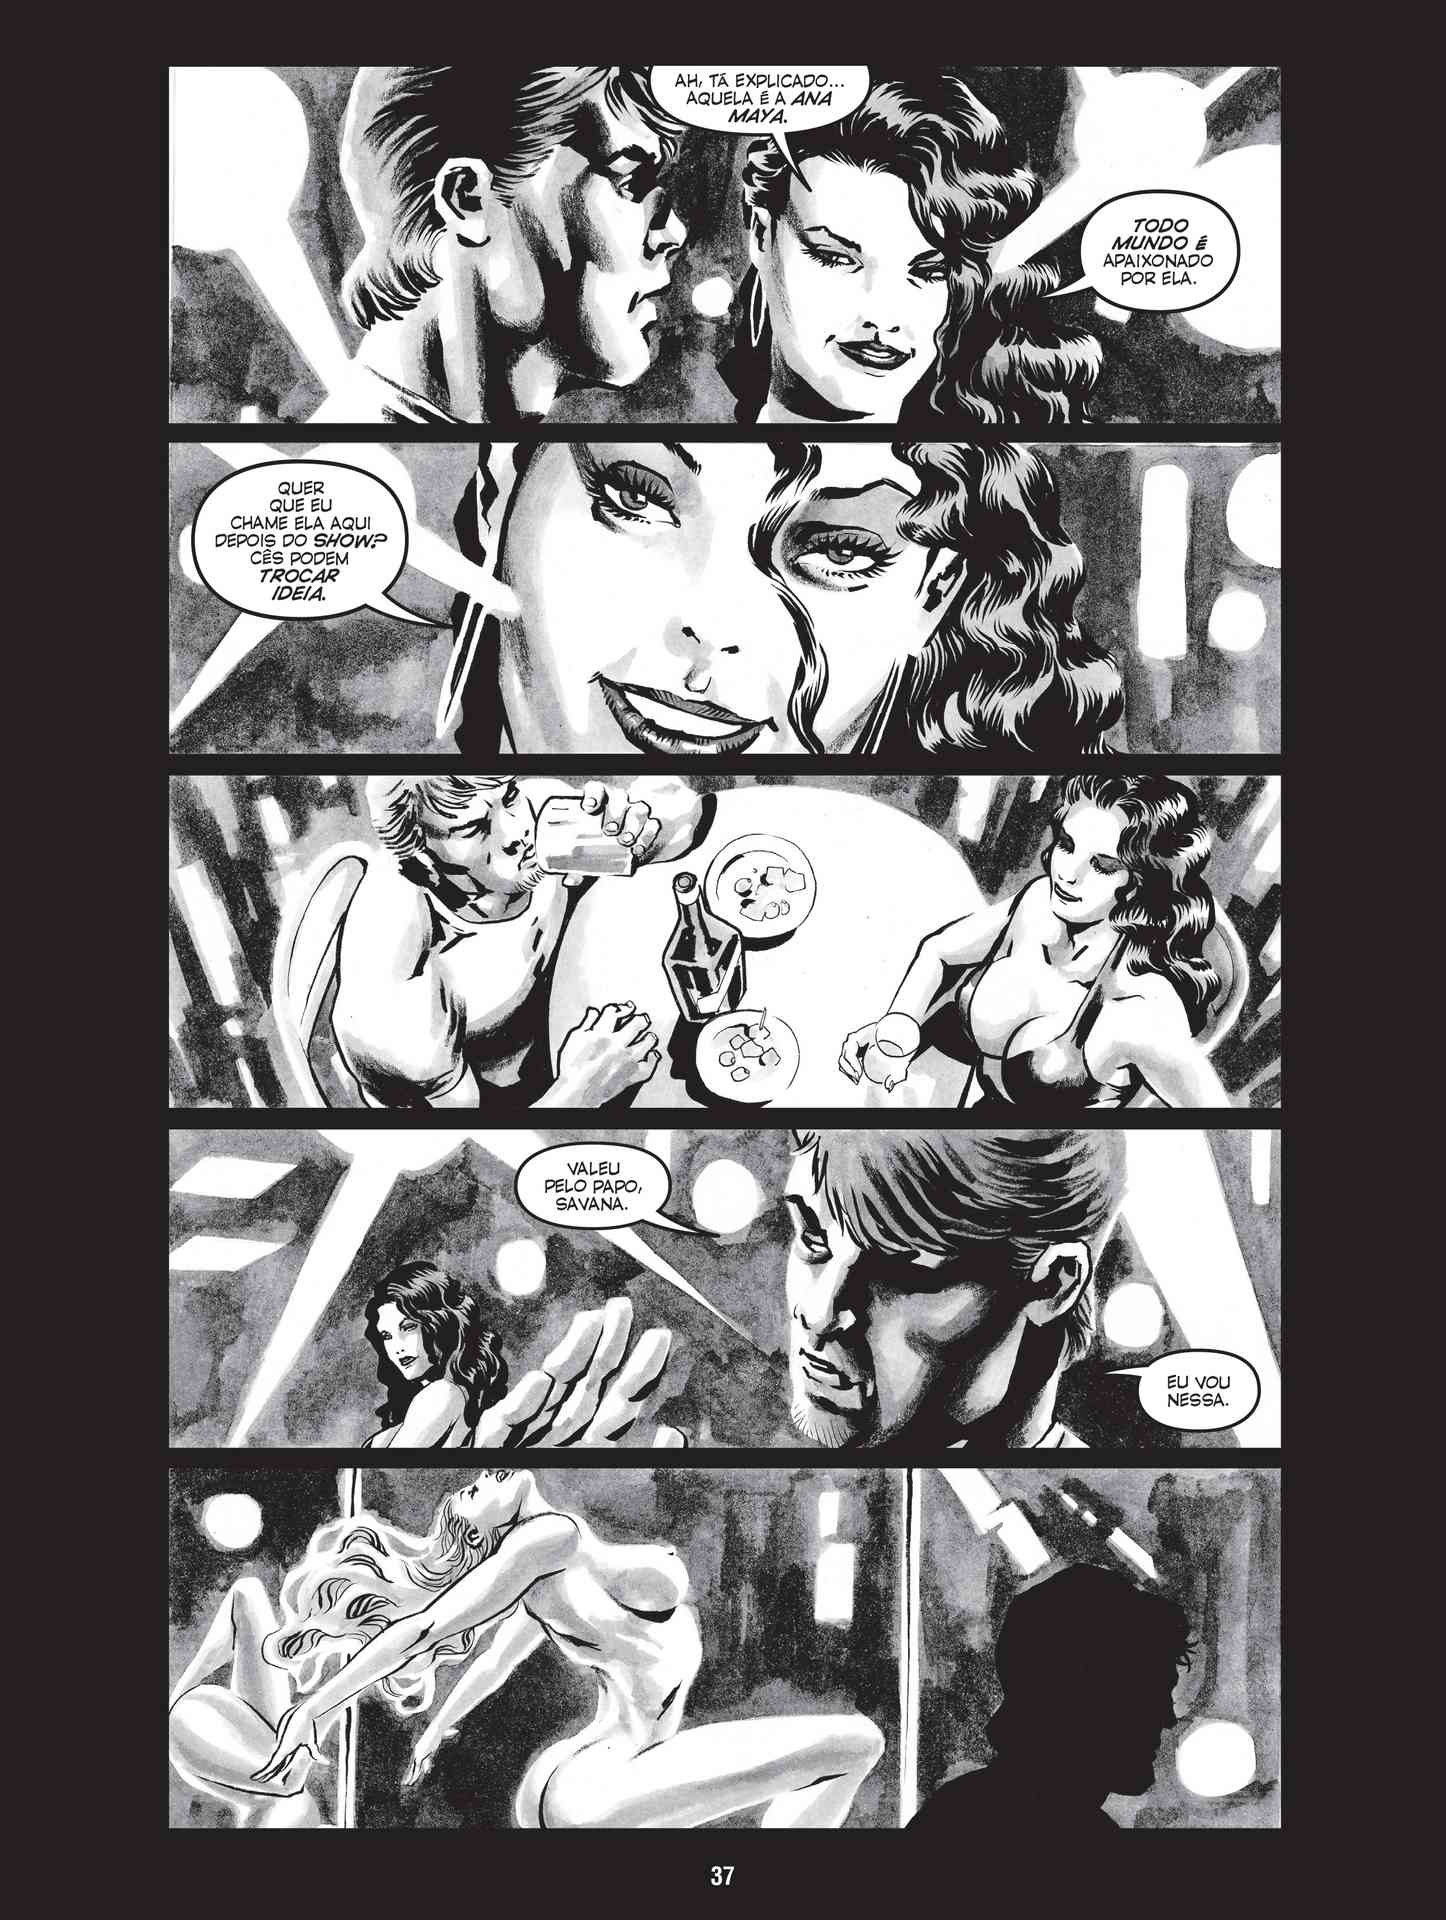 AH, TÁ EXPLICADO...
AQUELA É A ANA
MAYA.
TODO
MUNDO É
APAIXONADO
POR ELA.
QUER
QUE EU
CHAME ELA AQUI
DEPOIS DO SHOW?
CÊS PODEM
TROCAR
IDEIA.
VALEU
PELO PAPO,
SAVANA.
EU VOU
NESSA.
37